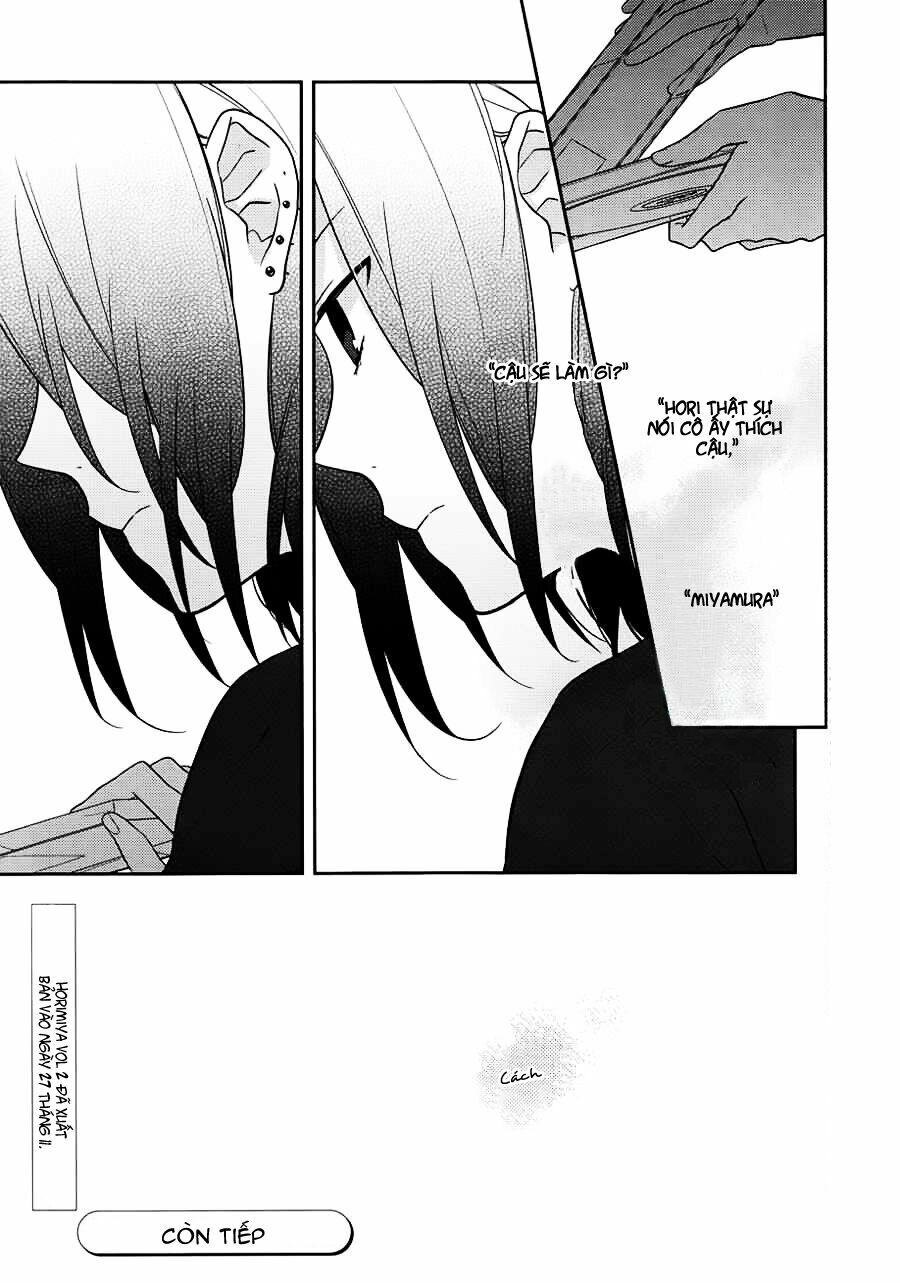 "MIYAMURA"
"HORI THẬT SỰ
NÓI CÔ ẤY THÍCH
CẬU,"
"CẬU SẼ LÀM GÌ?"
Cách
HORIMIYA VOL 2 ĐÃ XUẤT
BẢN VÀO NGÀY 27 THÁNG 11.
CÒN TIẾP